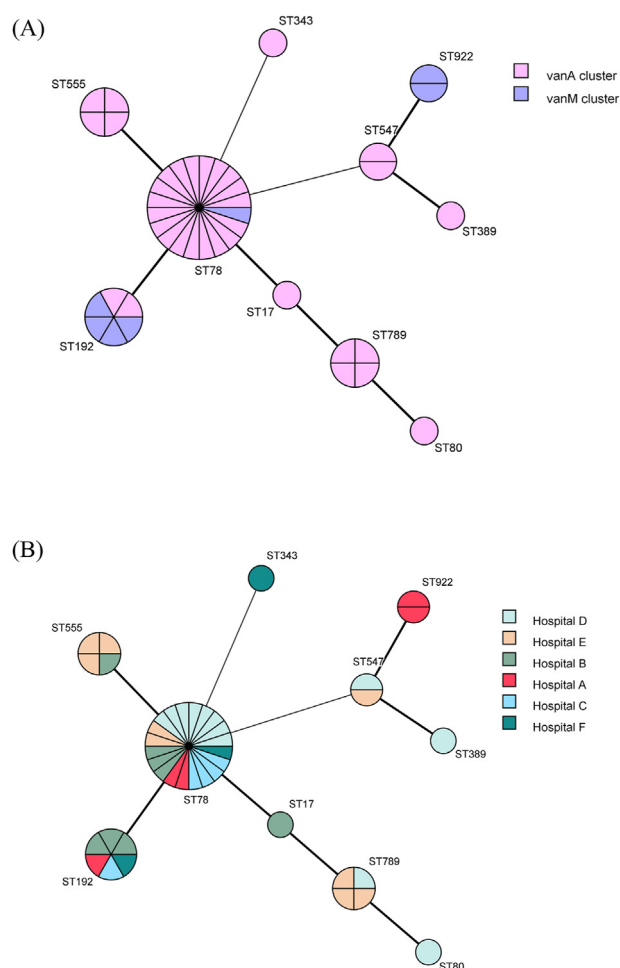 (A)
ST343
ST922
vanA cluster
vanM cluster
ST555
ST547
ST389
ST78
ST17
ST192
ST789
ST80
(B)
ST343
ST922
Hospital D
Hospital E
Hospital B
Hospital A
Hospital C
Hospital F
ST555
ST547
ST389
ST78
ST17
ST192
ST789
ST80